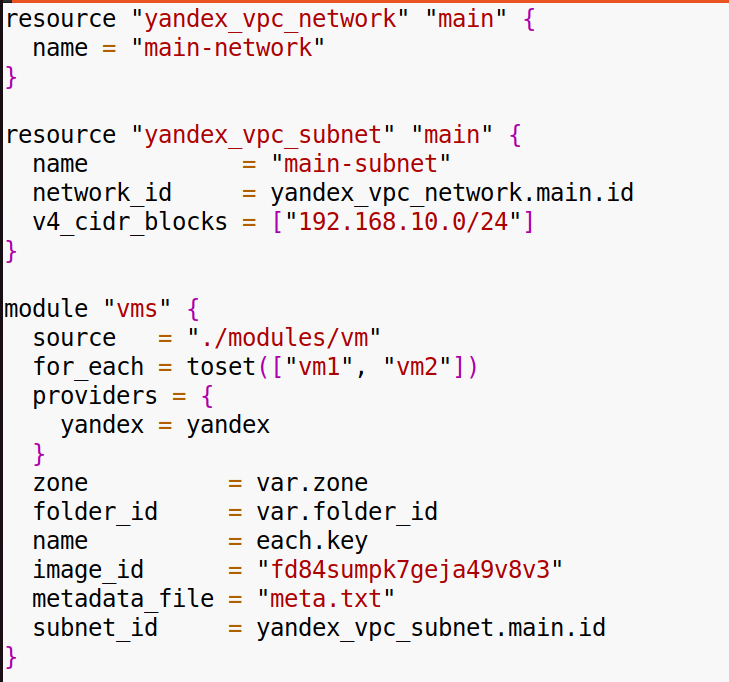 resource "yandex_vpc_network" "main" {
  name = "main-network"
}

resource "yandex_vpc_subnet" "main" {
  name           = "main-subnet"
  network_id     = yandex_vpc_network.main.id
  v4_cidr_blocks = ["192.168.10.0/24"]
}

module "vms" {
  source   = "./modules/vm"
  for_each = toset(["vm1", "vm2"])
  providers = {
    yandex = yandex
  }
  zone          = var.zone
  folder_id     = var.folder_id
  name          = each.key
  image_id      = "fd84sumpk7geja49v8v3"
  metadata_file = "meta.txt"
  subnet_id     = yandex_vpc_subnet.main.id
}